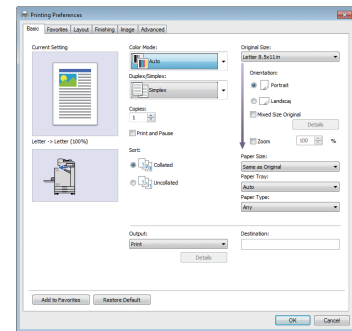 Printing Preferences
Basic Favorites Layout Finishing Image Advanced
Current Setting
Letter -> Letter (100%)
Color Mode:
Auto
Duplex/Simplex:
Simplex
Copies:
1
Print and Pause
Sort:
Collated
Uncollated
Output:
Print
Details
Original Size:
Letter 8.5x11 in
Orientation:
Portrait
Landscap
Mixed Size Original
Details
Zoom 100 %
Paper Size:
Same as Original
Paper Tray:
Auto
Paper Type:
Any
Destination:
Add to Favorites Restore Default
OK Cancel